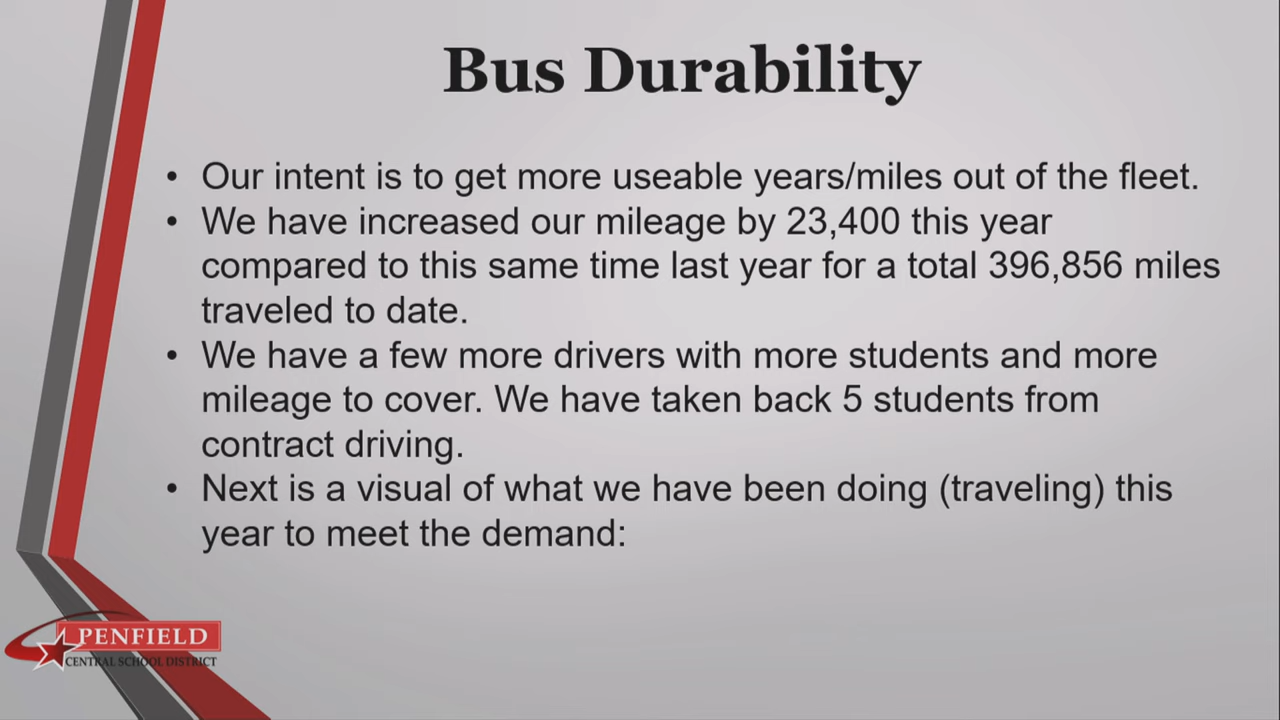 Bus Durability
• Our intent is to get more useable years/miles out of the fleet.
• We have increased our mileage by 23,400 this year
compared to this same time last year for a total 396,856 miles
traveled to date.
• We have a few more drivers with more students and more
mileage to cover. We have taken back 5 students from
contract driving.
• Next is a visual of what we have been doing (traveling) this
year to meet the demand:
PENFIELD
CENTRAL SCHOOL DISTRICT